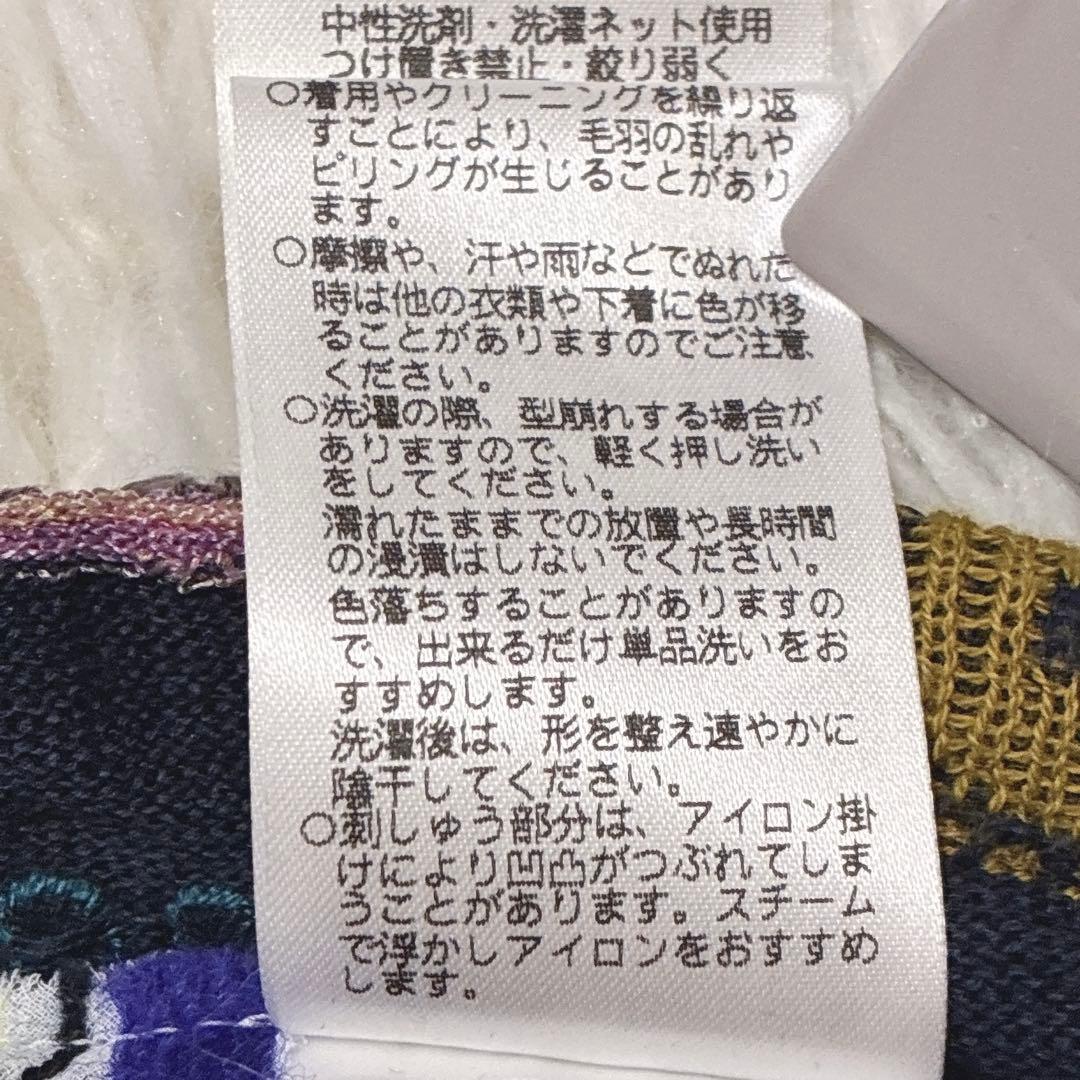 中性洗剤・洗濯ネット使用
つけ置き禁止・絞り弱く
○着用やクリーニングを繰り返
すことにより、毛羽の乱れや
ピリングが生じることがあり
ます。
○摩擦や、汗や雨などでぬれた
時は他の衣類や下着に色が移
ることがありますのでご注意
ください。
○洗濯の際、型崩れする場合が
ありますので、軽く押し洗い
をしてください。
濡れたままでの放置や長時間
の浸漬はしないでください。
色落ちすることがありますの
で、出来るだけ単品洗いをお
すすめします。
洗濯後は、形を整え速やかに
陰干してください。
○刺しゅう部分は、アイロン掛
けにより凹凸がつぶれてしま
うことがあります。スチーム
で浮かしアイロンをおすすめ
します。